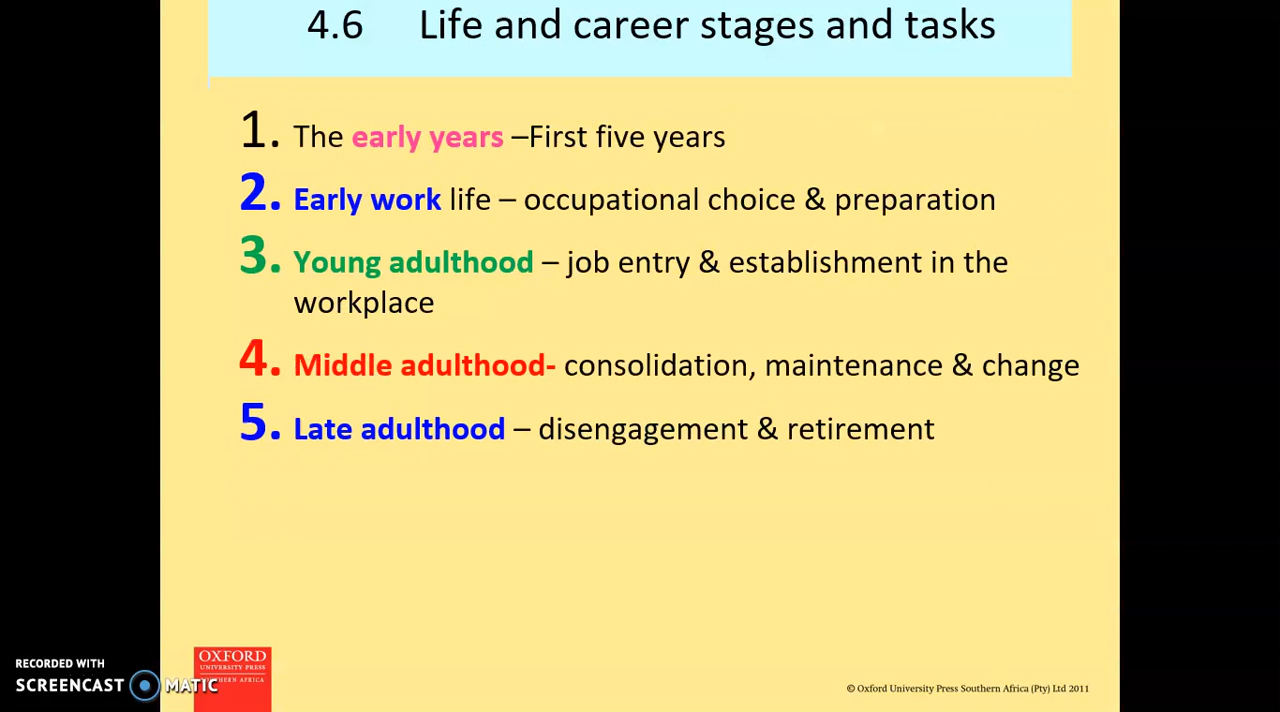 4.6 Life and career stages and tasks
1. The early years –First five years
2. Early work life – occupational choice & preparation
3. Young adulthood – job entry & establishment in the
workplace
4. Middle adulthood- consolidation, maintenance & change
5. Late adulthood – disengagement & retirement
RECORDED WITH
SCREENCAST MATIC
OXFORD
UNIVERSITY PRESS
SOUTHERN AFRICA
© Oxford University Press Southern Africa (Pty) Ltd 2011